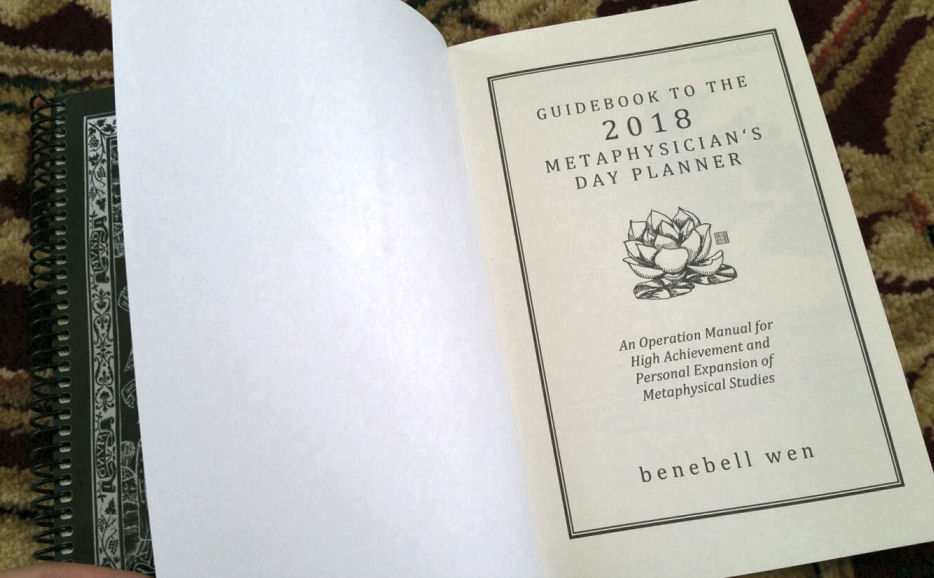 GUIDEBOOK TO THE
2018
METAPHYSICIAN'S
DAY PLANNER
An Operation Manual for
High Achievement and
Personal Expansion of
Metaphysical Studies
benebell wen